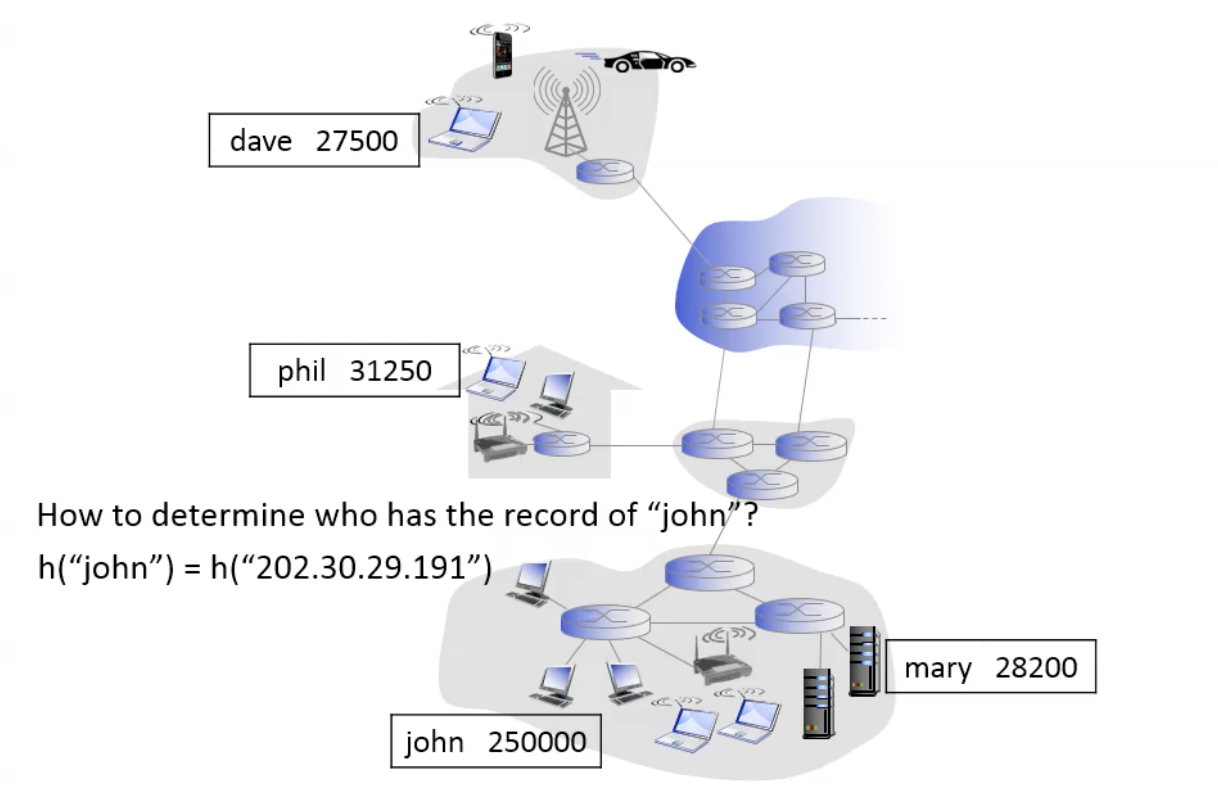 dave 27500
phil 31250
How to determine who has the record of “john”?
h(“john”) = h(“202.30.29.191”)
mary 28200
john 250000